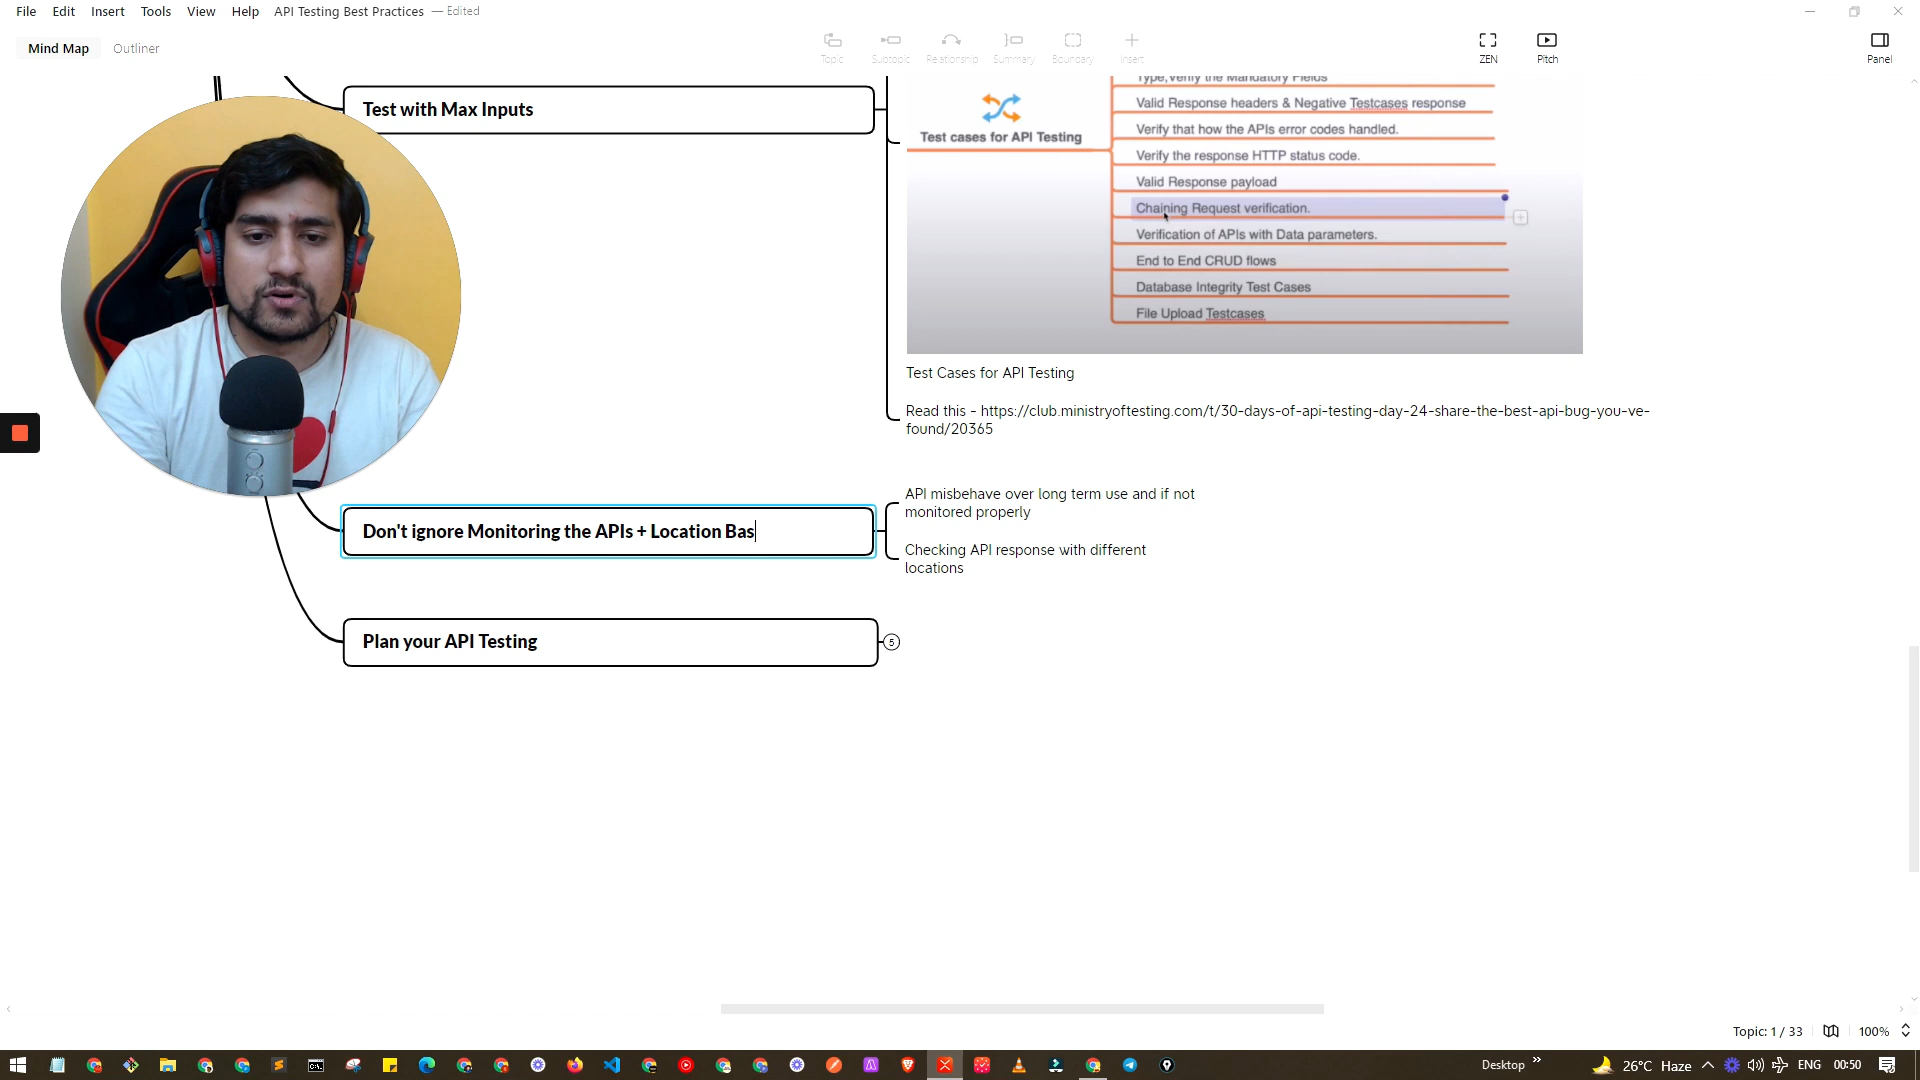 File Edit Insert Tools View Help API Testing Best Practices — Edited
Mind Map Outliner
Topic Subtopic Relationship Summary Boundary Insert
ZEN Pitch Panel
Test with Max Inputs
Test cases for API Testing
Type,Verify the Mandatory Fields
Valid Response headers & Negative Testcases response
Verify that how the APIs error codes handled.
Verify the response HTTP status code.
Valid Response payload
Chaining Request verification.
Verification of APIs with Data parameters.
End to End CRUD flows
Database Integrity Test Cases
File Upload Testcases
Test Cases for API Testing
Read this - https://club.ministryoftesting.com/t/30-days-of-api-testing-day-24-share-the-best-api-bug-you-ve-
found/20365
Don't ignore Monitoring the APIs + Location Bas
API misbehave over long term use and if not
monitored properly
Checking API response with different
locations
Plan your API Testing
5
Topic: 1 / 33 100%
Desktop 26°C Haze ENG 00:50